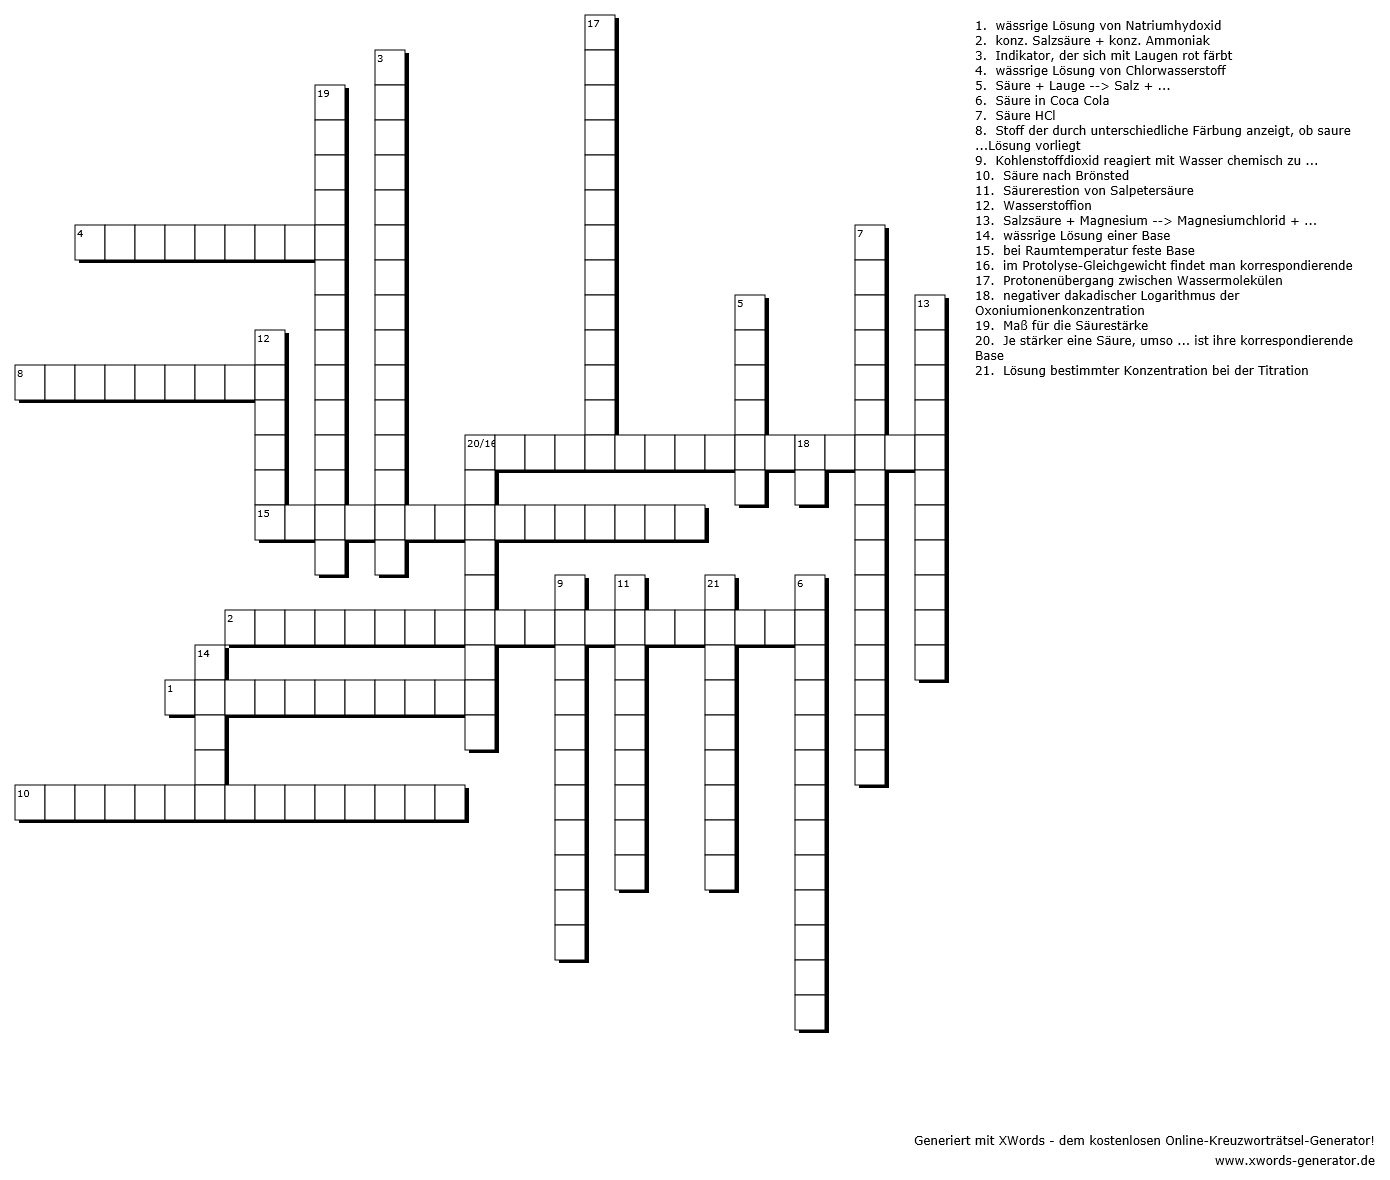 17
1. wässrige Lösung von Natriumhydoxid
2. konz. Salzsäure + konz. Ammoniak
3
3. Indikator, der sich mit Laugen rot färbt
4. wässrige Lösung von Chlorwasserstoff
19
5. Säure + Lauge --> Salz + ...
6. Säure in Coca Cola
7. Säure HCl
8. Stoff der durch unterschiedliche Färbung anzeigt, ob saure
...Lösung vorliegt
9. Kohlenstoffdioxid reagiert mit Wasser chemisch zu ...
10. Säure nach Brönsted
11. Säurerestion von Salpetersäure
12. Wasserstoffion
13. Salzsäure + Magnesium --> Magnesiumchlorid + ...
4
7
14. wässrige Lösung einer Base
15. bei Raumtemperatur feste Base
16. im Protolyse-Gleichgewicht findet man korrespondierende
17. Protonenübergang zwischen Wassermolekülen
18. negativer dakadischer Logarithmus der
Oxoniumionenkonzentration
5
13
19. Maß für die Säurestärke
12
20. Je stärker eine Säure, umso ... ist ihre korrespondierende
Base
21. Lösung bestimmter Konzentration bei der Titration
8
20/16
18
15
9
11
21
6
2
14
1
10
Generiert mit XWords - dem kostenlosen Online-Kreuzworträtsel-Generator!
www.xwords-generator.de